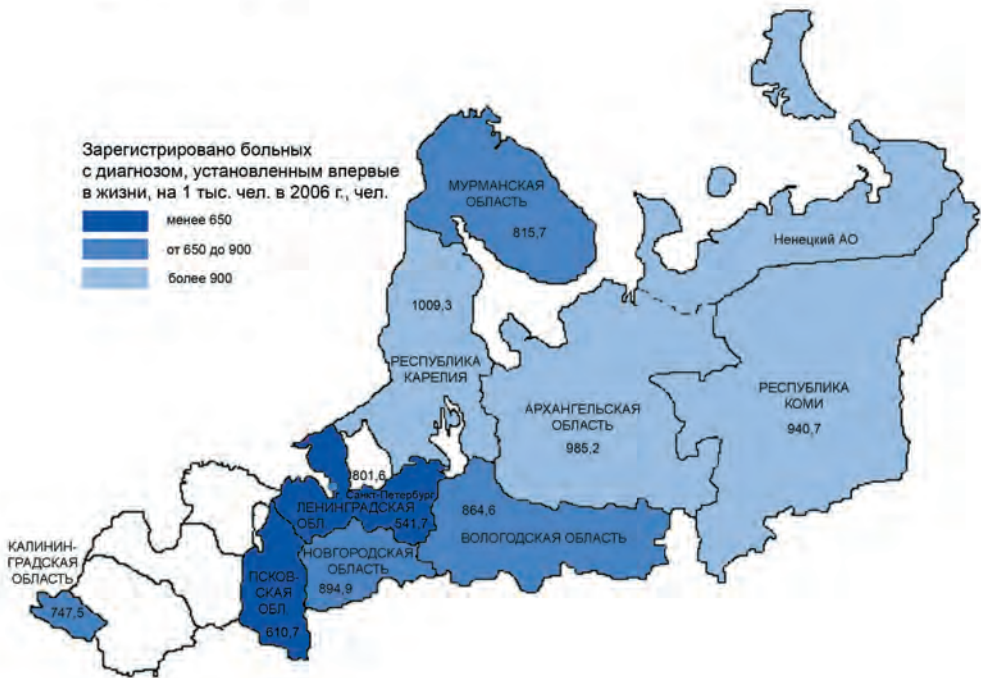 Зарегистрировано больных
с диагнозом, установленным впервые
в жизни, на 1 тыс. чел. в 2006 г., чел.
менее 650
от 650 до 900
более 900
МУРМАНСКАЯ
ОБЛАСТЬ
815,7
Ненецкий АО
1009,3
РЕСПУБЛИКА
КАРЕЛИЯ
АРХАНГЕЛЬСКАЯ
ОБЛАСТЬ
985,2
РЕСПУБЛИКА
КОМИ
940,7
801,6
г. Санкт-Петербург
ЛЕНИНГРАДСКАЯ
ОБЛ.
541,7
864,6
ВОЛОГОДСКАЯ ОБЛАСТЬ
НОВГОРОДСКАЯ
ОБЛАСТЬ
894,9
ПСКОВ-
СКАЯ
ОБЛ.
610,7
КАЛИНИН-
ГРАДСКАЯ
ОБЛАСТЬ
747,5